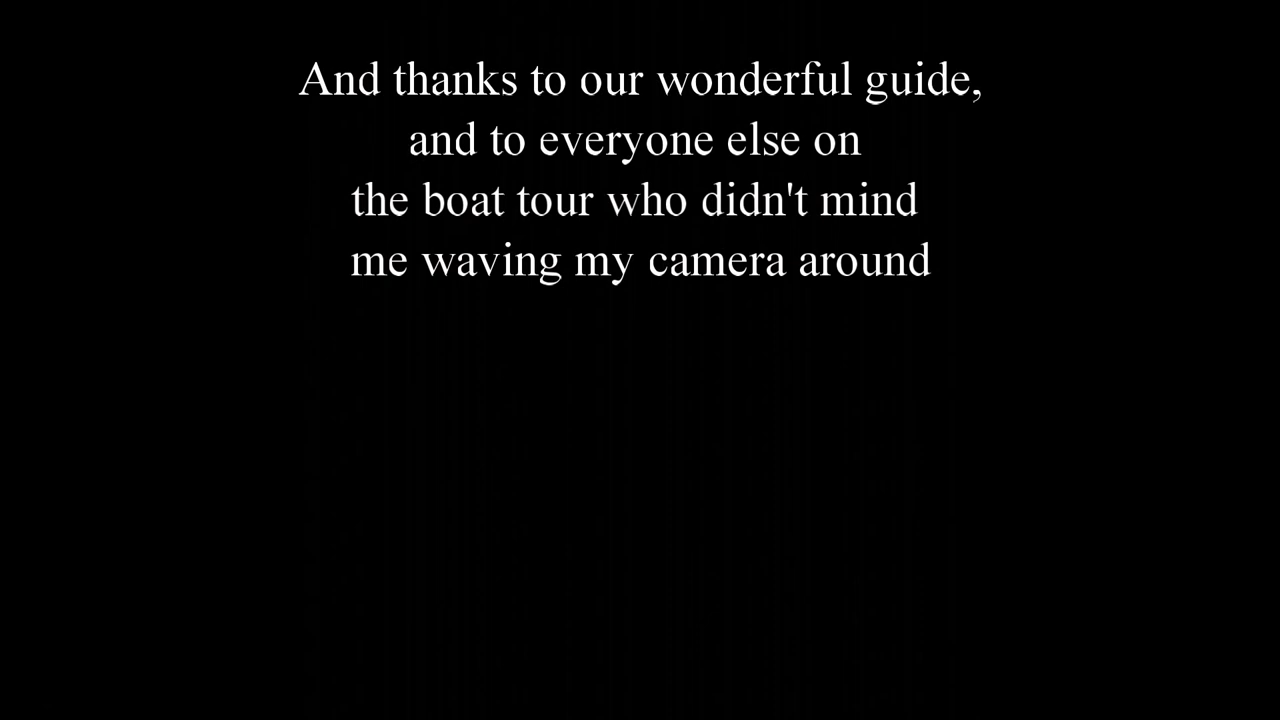 And thanks to our wonderful guide,
and to everyone else on
the boat tour who didn't mind
me waving my camera around